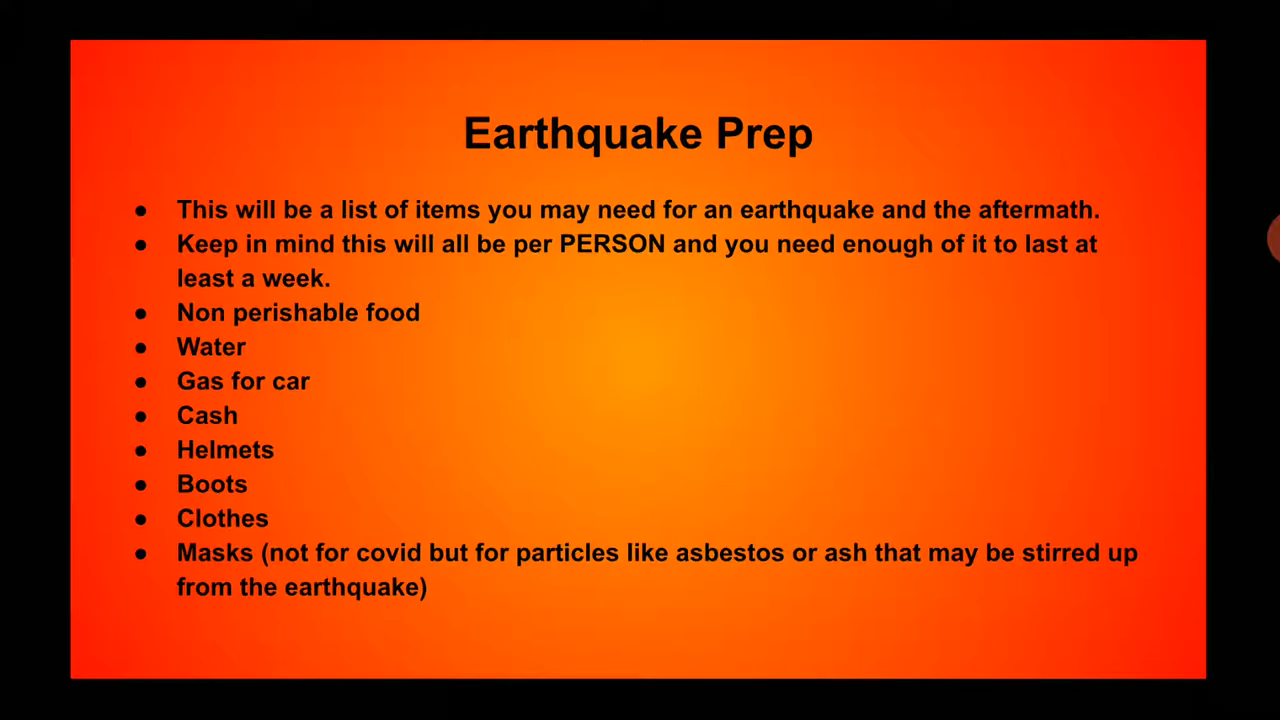 Earthquake Prep
● This will be a list of items you may need for an earthquake and the aftermath.
● Keep in mind this will all be per PERSON and you need enough of it to last at
least a week.
● Non perishable food
● Water
● Gas for car
● Cash
● Helmets
● Boots
● Clothes
● Masks (not for covid but for particles like asbestos or ash that may be stirred up
from the earthquake)